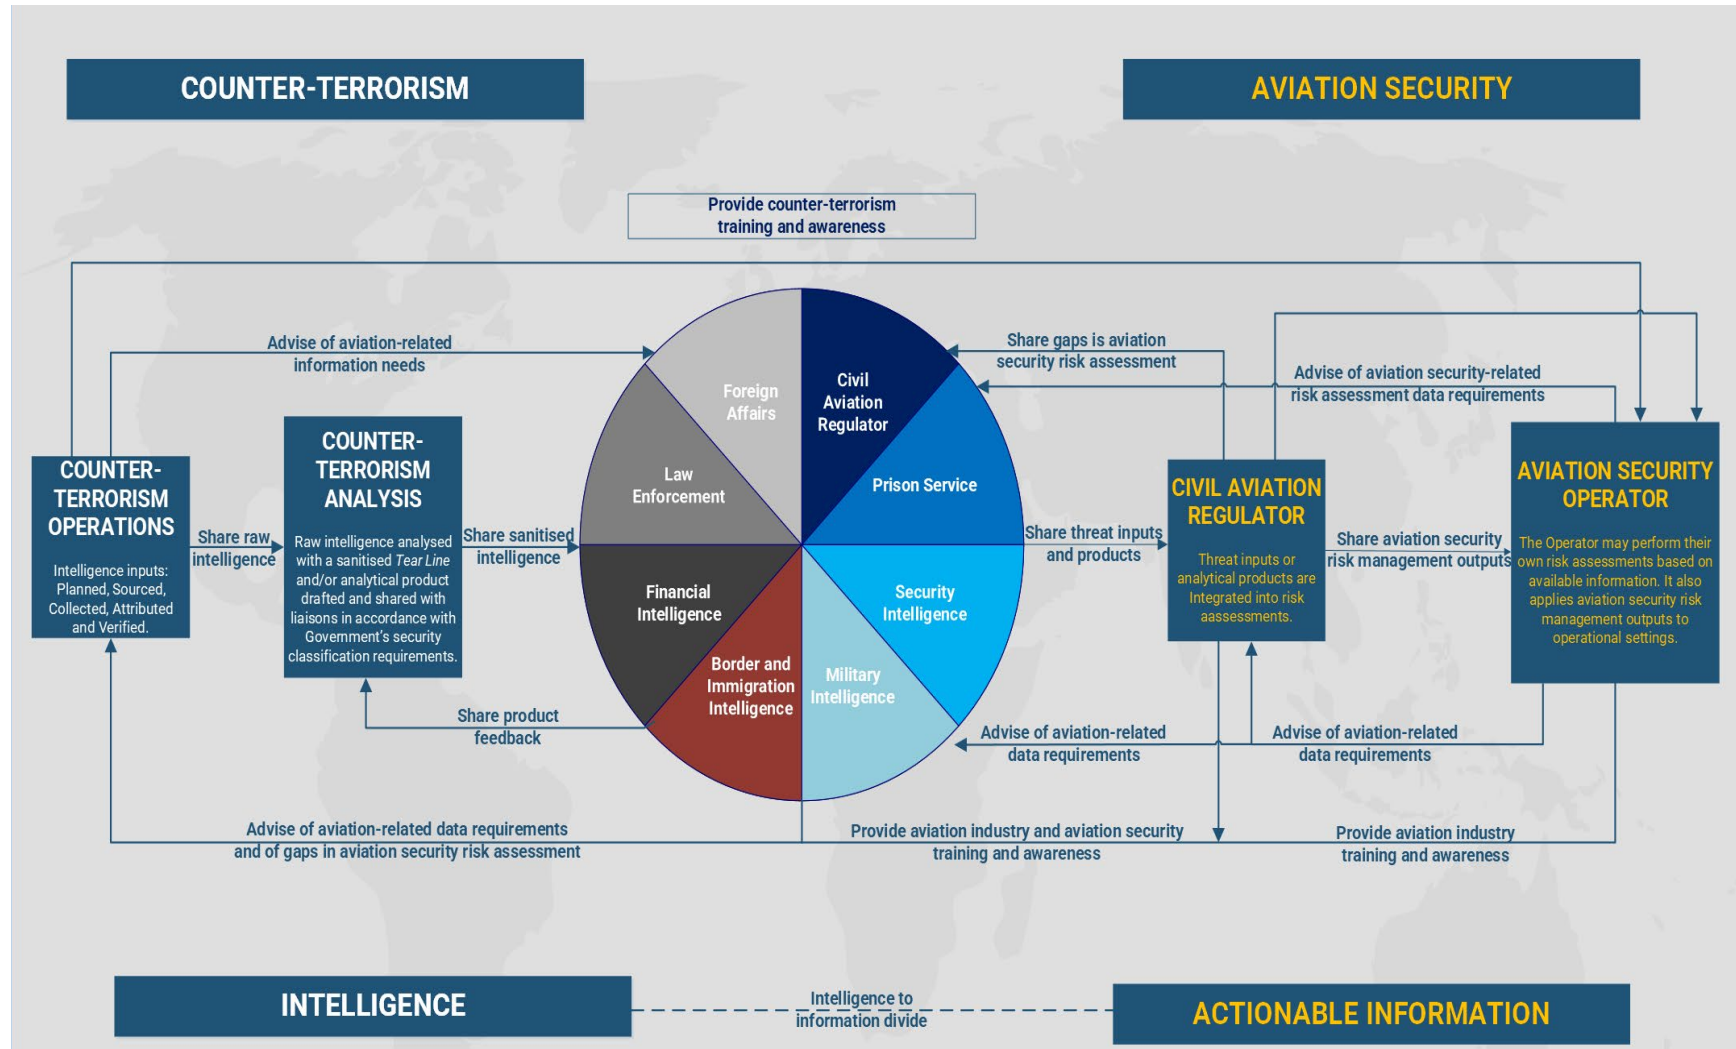 COUNTER-TERRORISM
AVIATION SECURITY
Provide counter-terrorism
training and awareness
Advise of aviation-related
information needs
Share gaps is aviation
security risk assessment
Advise of aviation security-related
risk assessment data requirements
COUNTER-
TERRORISM
OPERATIONS
Intelligence inputs:
Planned, Sourced,
Collected, Attributed
and Verified.
Share raw
intelligence
COUNTER-
TERRORISM
ANALYSIS
Raw intelligence analysed
with a sanitised Tear Line
and/or analytical product
drafted and shared with
liaisons in accordance with
Government's security
classification requirements.
Share sanitised
intelligence
Foreign
Affairs
Civil
Aviation
Regulator
Law
Enforcement
Prison Service
Financial
Intelligence
Security
Intelligence
Border and
Immigration
Intelligence
Military
Intelligence
Share threat inputs
and products
CIVIL AVIATION
REGULATOR
Threat inputs or
analytical products are
Integrated into risk
aassessments.
Share aviation security
risk management outputs
AVIATION SECURITY
OPERATOR
The Operator may perform their
own risk assessments based on
available information. It also
applies aviation security risk
management outputs to
operational settings.
Share product
feedback
Advise of aviation-related
data requirements
Advise of aviation-related
data requirements
Advise of aviation-related data requirements
and of gaps in aviation security risk assessment
Provide aviation industry and aviation security
training and awareness
Provide aviation industry
training and awareness
INTELLIGENCE
Intelligence to
information divide
ACTIONABLE INFORMATION